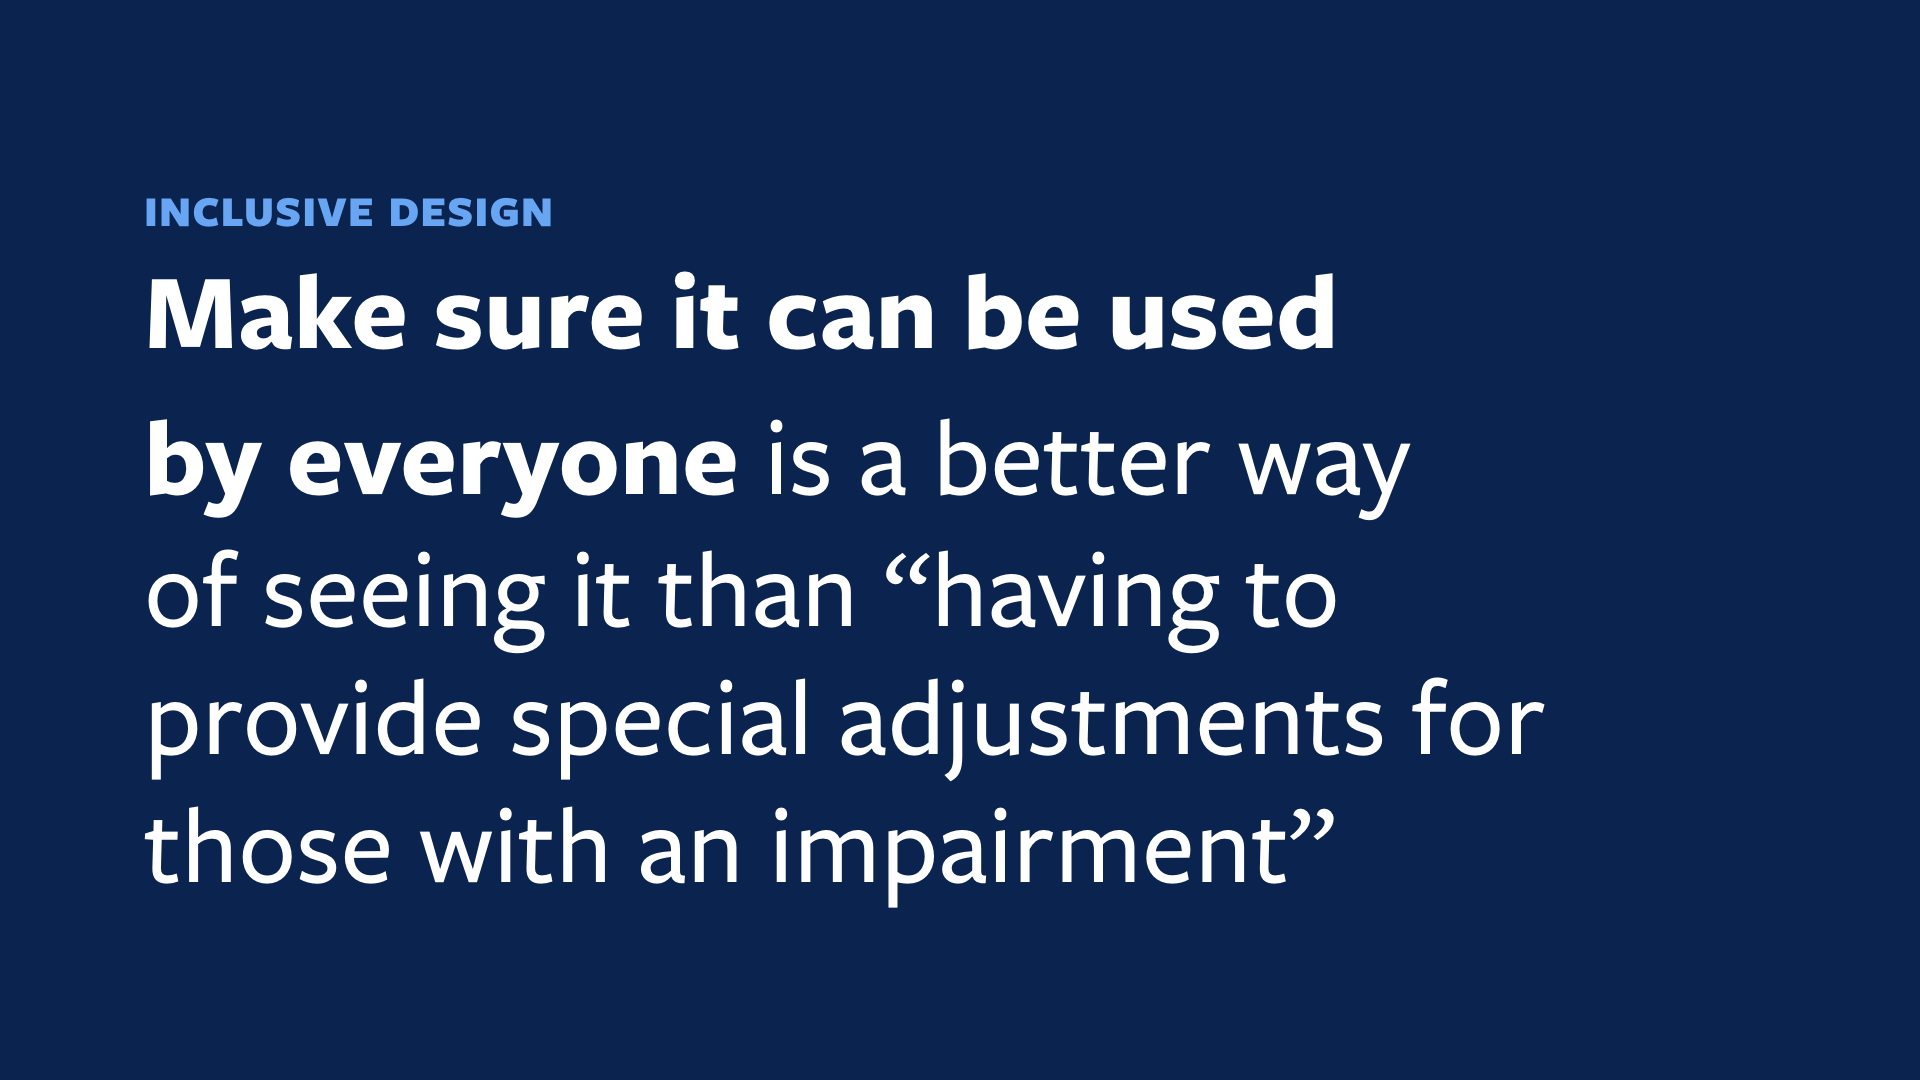 INCLUSIVE DESIGN
Make sure it can be used
by everyone is a better way
of seeing it than “having to
provide special adjustments for
those with an impairment”